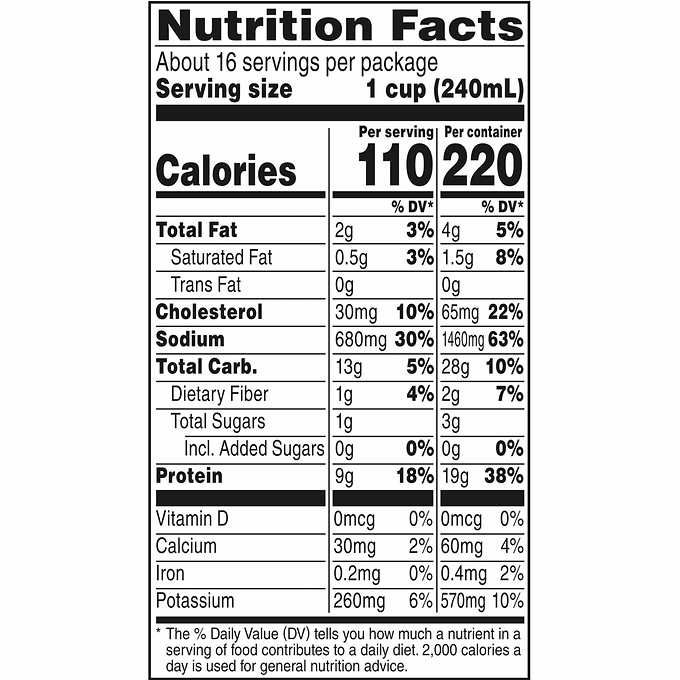 Nutrition Facts
About 16 servings per package
Serving size 1 cup (240mL)
Per serving Per container
Calories 110 220
% DV* % DV*
Total Fat 2g 3% 4g 5%
Saturated Fat 0.5g 3% 1.5g 8%
Trans Fat 0g 0g
Cholesterol 30mg 10% 65mg 22%
Sodium 680mg 30% 1460mg 63%
Total Carb. 13g 5% 28g 10%
Dietary Fiber 1g 4% 2g 7%
Total Sugars 1g 3g
Incl. Added Sugars 0g 0% 0g 0%
Protein 9g 18% 19g 38%
Vitamin D 0mcg 0% 0mcg 0%
Calcium 30mg 2% 60mg 4%
Iron 0.2mg 0% 0.4mg 2%
Potassium 260mg 6% 570mg 10%
* The % Daily Value (DV) tells you how much a nutrient in a
serving of food contributes to a daily diet. 2,000 calories a
day is used for general nutrition advice.